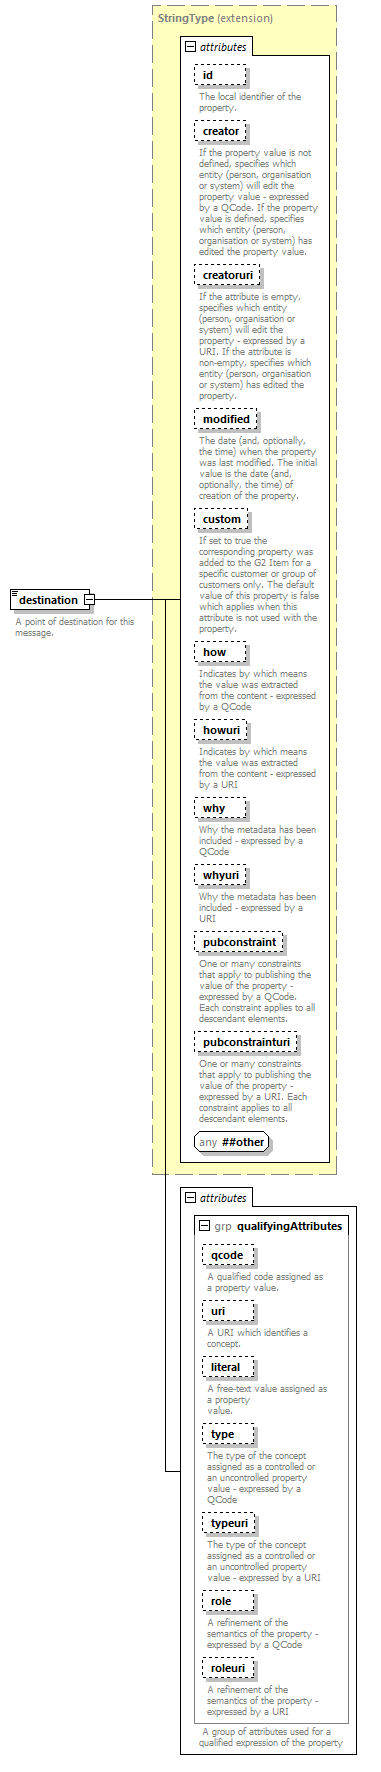 StringType (extension)
attributes
id
The local identifier of the
property.
creator
If the property value is not
defined, specifies which
entity (person, organisation
or system) will edit the
property value - expressed
by a QCode. If the property
value is defined, specifies
which entity (person,
organisation or system) has
edited the property value.
creatoruri
If the attribute is empty,
specifies which entity
(person, organisation or
system) will edit the
property - expressed by a
URI. If the attribute is
non-empty, specifies which
entity (person, organisation
or system) has edited the
property.
modified
The date (and, optionally,
the time) when the property
was last modified. The initial
value is the date (and,
optionally, the time) of
creation of the property.
custom
If set to true the
corresponding property was
added to the G2 Item for a
specific customer or group of
customers only. The default
value of this property is false
which applies when this
attribute is not used with the
property.
destination
A point of destination for this
message.
how
Indicates by which means
the value was extracted
from the content - expressed
by a QCode
howuri
Indicates by which means
the value was extracted
from the content - expressed
by a URI
why
Why the metadata has been
included - expressed by a
QCode
whyuri
Why the metadata has been
included - expressed by a
URI
pubconstraint
One or many constraints
that apply to publishing the
value of the property -
expressed by a QCode.
Each constraint applies to all
descendant elements.
pubconstrainturi
One or many constraints
that apply to publishing the
value of the property -
expressed by a URI. Each
constraint applies to all
descendant elements.
any ##other
attributes
grp qualifyingAttributes
qcode
A qualified code assigned as
a property value.
uri
A URI which identifies a
concept.
literal
A free-text value assigned as
a property
value.
type
The type of the concept
assigned as a controlled or
an uncontrolled property
value - expressed by a
QCode
typeuri
The type of the concept
assigned as a controlled or
an uncontrolled property
value - expressed by a URI
role
A refinement of the
semantics of the property -
expressed by a QCode
roleuri
A refinement of the
semantics of the property -
expressed by a URI
A group of attributes used for a
qualified expression of the property